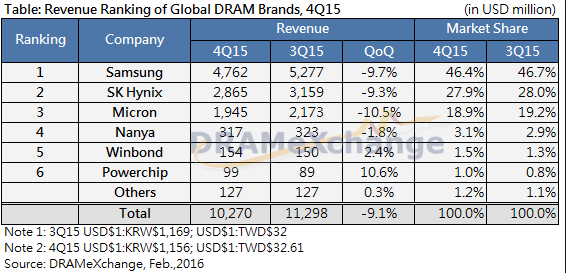 Table: Revenue Ranking of Global DRAM Brands, 4Q15 (in USD million)
Ranking Company Revenue Market Share
4Q15 3Q15 QoQ 4Q15 3Q15
1 Samsung 4,762 5,277 -9.7% 46.4% 46.7%
2 SK Hynix 2,865 3,159 -9.3% 27.9% 28.0%
3 Micron 1,945 2,173 -10.5% 18.9% 19.2%
4 Nanya 317 323 -1.8% 3.1% 2.9%
5 Winbond 154 150 2.4% 1.5% 1.3%
6 Powerchip 99 89 10.6% 1.0% 0.8%
Others 127 127 0.3% 1.2% 1.1%
Total 10,270 11,298 -9.1% 100.0% 100.0%
DRAMeXchange
Note 1: 3Q15 USD$1:KRW$1,169; USD$1:TWD$32
Note 2: 4Q15 USD$1:KRW$1,156; USD$1:TWD$32.61
Source: DRAMeXchange, Feb.,2016